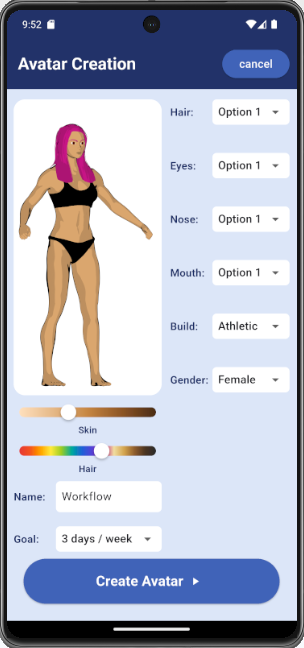 9:52
Avatar Creation
cancel
Hair: Option 1
Eyes: Option 1
Nose: Option 1
Mouth: Option 1
Build: Athletic
Gender: Female
Skin
Hair
Name: Workflow
Goal: 3 days / week
Create Avatar